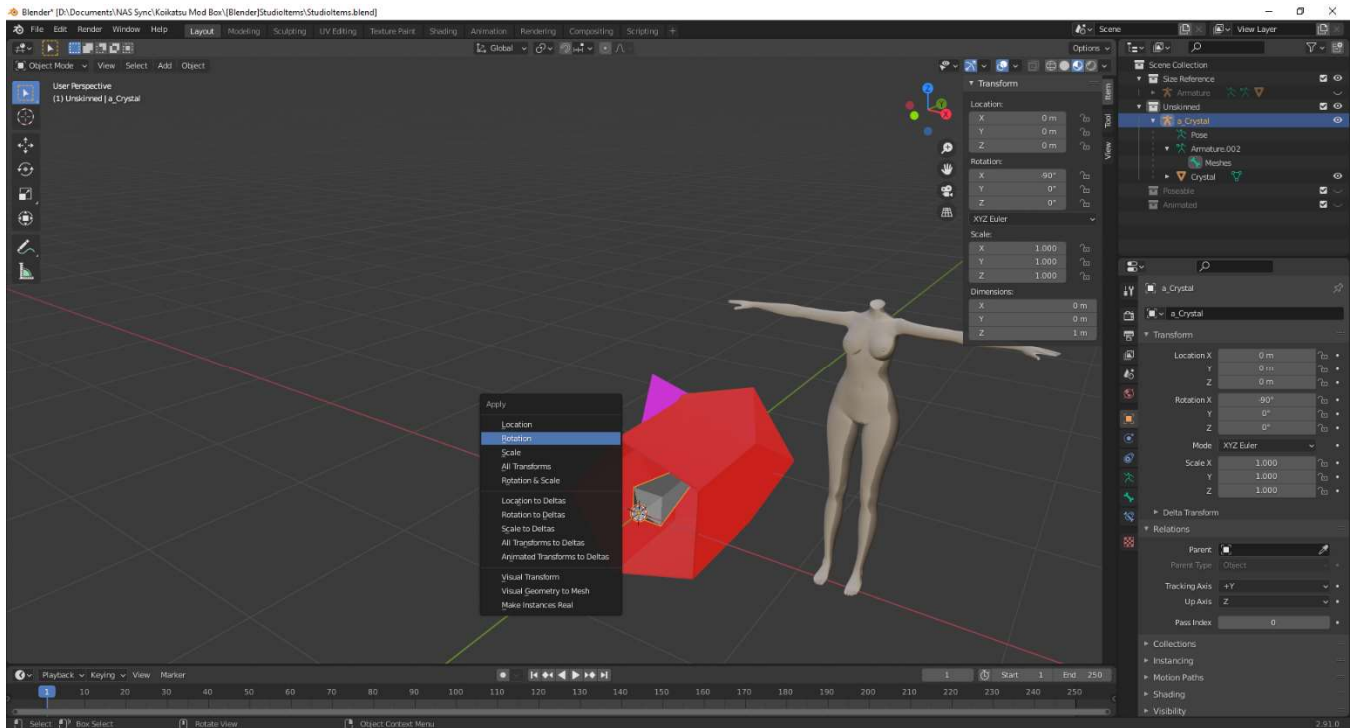 Blender* [D:\Documents\NAS Sync\Koikatsu Mod Box\[Blender]StudioItems\StudioItems.blend]
File Edit Render Window Help Layout Modeling Sculpting UV Editing Texture Paint Shading Animation Rendering Compositing Scripting + Scene View Layer
Global Options
Object Mode View Select Add Object
User Perspective
(1) Unskinned | a_Crystal
Transform
Location:
X 0 m
Y 0 m
Z 0 m
Rotation:
X -90°
Y 0°
Z 0°
XYZ Euler
Scale:
X 1.000
Y 1.000
Z 1.000
Dimensions:
X 0 m
Y 0 m
Z 1 m
Item
Tool
View
Scene Collection
Size Reference
Armature
Unskinned
a_Crystal
Pose
Armature.002
Meshes
Crystal
Poseable
Animated
a_Crystal
a_Crystal
Transform
Location X 0 m
Y 0 m
Z 0 m
Rotation X -90°
Y 0°
Z 0°
Mode XYZ Euler
Scale X 1.000
Y 1.000
Z 1.000
Delta Transform
Relations
Parent
Parent Type Object
Tracking Axis +Y
Up Axis Z
Pass Index 0
Collections
Instancing
Motion Paths
Shading
Visibility
Apply
Location
Rotation
Scale
All Transforms
Rotation & Scale
Location to Deltas
Rotation to Deltas
Scale to Deltas
All Transforms to Deltas
Animated Transforms to Deltas
Visual Transform
Visual Geometry to Mesh
Make Instances Real
Playback Keying View Marker 1 Start 1 End 250
1 10 20 30 40 50 60 70 80 90 100 110 120 130 140 150 160 170 180 190 200 210 220 230 240 250
Select Box Select Rotate View Object Context Menu 2.91.0